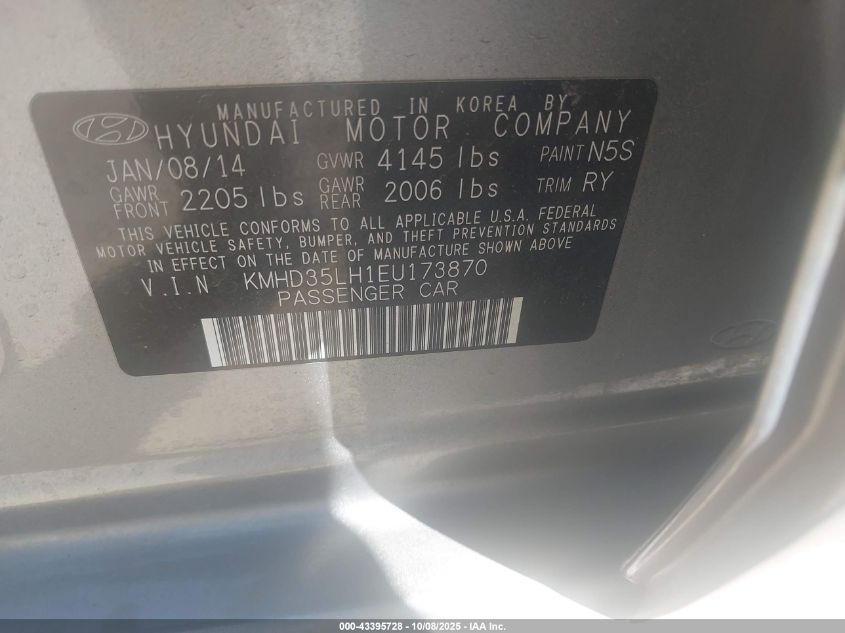 MANUFACTURED IN KOREA BY
HYUNDAI MOTOR COMPANY
JAN/08/14 GVWR 4145 lbs PAINT N5S
GAWR FRONT 2205 lbs GAWR REAR 2006 lbs TRIM RY
THIS VEHICLE CONFORMS TO ALL APPLICABLE U.S.A. FEDERAL
MOTOR VEHICLE SAFETY, BUMPER, AND THEFT PREVENTION STANDARDS
IN EFFECT ON THE DATE OF MANUFACTURE SHOWN ABOVE
V.I.N KMHD35LH1EU173870
PASSENGER CAR
000-43395728 - 10/08/2025 - IAA Inc.